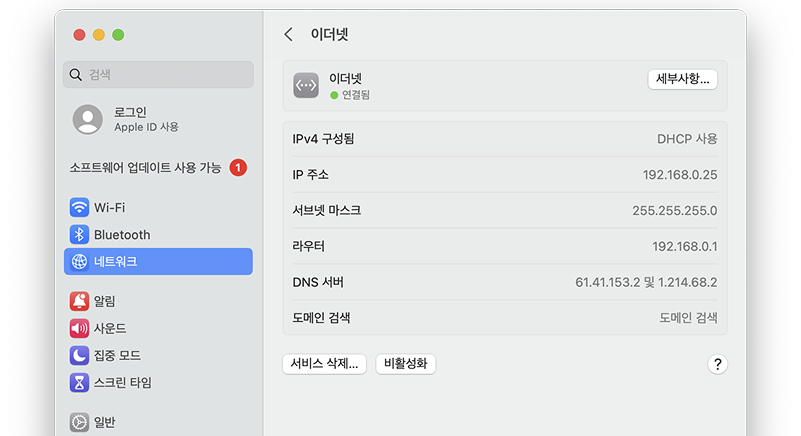 검색
로그인
Apple ID 사용
소프트웨어 업데이트 사용 가능 1
Wi-Fi
Bluetooth
네트워크
알림
사운드
집중 모드
스크린 타임
일반
이더넷
이더넷
연결됨
세부사항...
IPv4 구성됨 DHCP 사용
IP 주소 192.168.0.25
서브넷 마스크 255.255.255.0
라우터 192.168.0.1
DNS 서버 61.41.153.2 및 1.214.68.2
도메인 검색 도메인 검색
서비스 삭제... 비활성화 ?